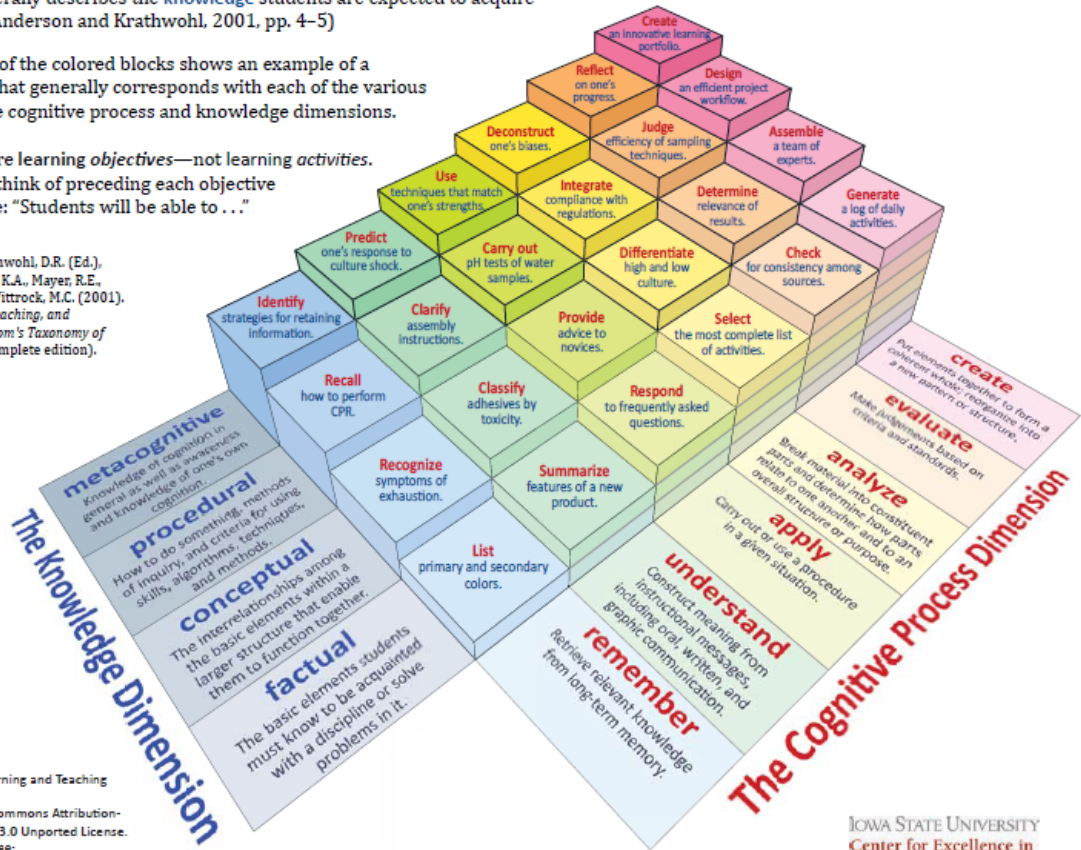 erally describes the knowledge students are expected to acquire
Anderson and Krathwohl, 2001, pp. 4–5)
of the colored blocks shows an example of a
hat generally corresponds with each of the various
e cognitive process and knowledge dimensions.
re learning objectives—not learning activities.
think of preceding each objective
e: “Students will be able to . . .”
hwohl, D.R. (Ed.),
K.A., Mayer, R.E.,
ittrock, M.C. (2001).
aching, and
om's Taxonomy of
mplete edition).
Create
an innovative learning
portfolio.
Reflect
on one's
progress.
Design
an efficient project
workflow.
Deconstruct
one's biases.
Judge
efficiency of sampling
techniques.
Assemble
a team of
experts.
Use
techniques that match
one's strengths.
Integrate
compliance with
regulations.
Determine
relevance of
results.
Generate
a log of daily
activities.
Predict
one's response to
culture shock.
Carry out
pH tests of water
samples.
Differentiate
high and low
culture.
Check
for consistency among
sources.
Identify
strategies for retaining
information.
Clarify
assembly
instructions.
Provide
advice to
novices.
Select
the most complete list
of activities.
Recall
how to perform
CPR.
Classify
adhesives by
toxicity.
Respond
to frequently asked
questions.
Recognize
symptoms of
exhaustion.
Summarize
features of a new
product.
List
primary and secondary
colors.
metacognitive
Knowledge of cognition in
general as well as awareness
and knowledge of one's own
cognition.
procedural
How to do something, methods
of inquiry, and criteria for using
skills, algorithms, techniques,
and methods.
conceptual
The interrelationships among
the basic elements within a
larger structure that enable
them to function together.
factual
The basic elements students
must know to be acquainted
with a discipline or solve
problems in it.
The Knowledge Dimension
create
Put elements together to form a
coherent whole; reorganize into
a new pattern or structure.
evaluate
Make judgements based on
criteria and standards.
analyze
Break material into constituent
parts and determine how parts
relate to one another and to an
overall structure or purpose.
apply
Carry out or use a procedure
in a given situation.
understand
Construct meaning from
instructional messages,
including oral, written, and
graphic communication.
remember
Retrieve relevant knowledge
from long-term memory.
The Cognitive Process Dimension
rning and Teaching
ommons Attribution-
3.0 Unported License.
IOWA STATE UNIVERSITY
Center for Excellence in